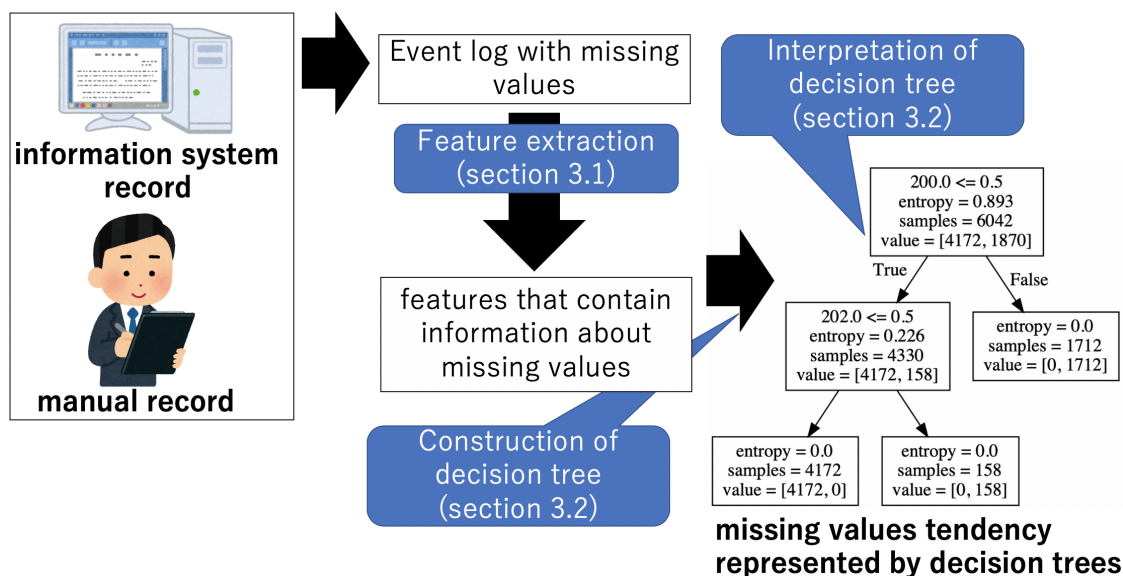 information system
record
manual record
Event log with missing
values
Feature extraction
(section 3.1)
features that contain
information about
missing values
Construction of
decision tree
(section 3.2)
Interpretation of
decision tree
(section 3.2)
200.0 <= 0.5
entropy = 0.893
samples = 6042
value = [4172, 1870]
True
False
202.0 <= 0.5
entropy = 0.226
samples = 4330
value = [4172, 158]
entropy = 0.0
samples = 1712
value = [0, 1712]
entropy = 0.0
samples = 4172
value = [4172, 0]
entropy = 0.0
samples = 158
value = [0, 158]
missing values tendency
represented by decision trees